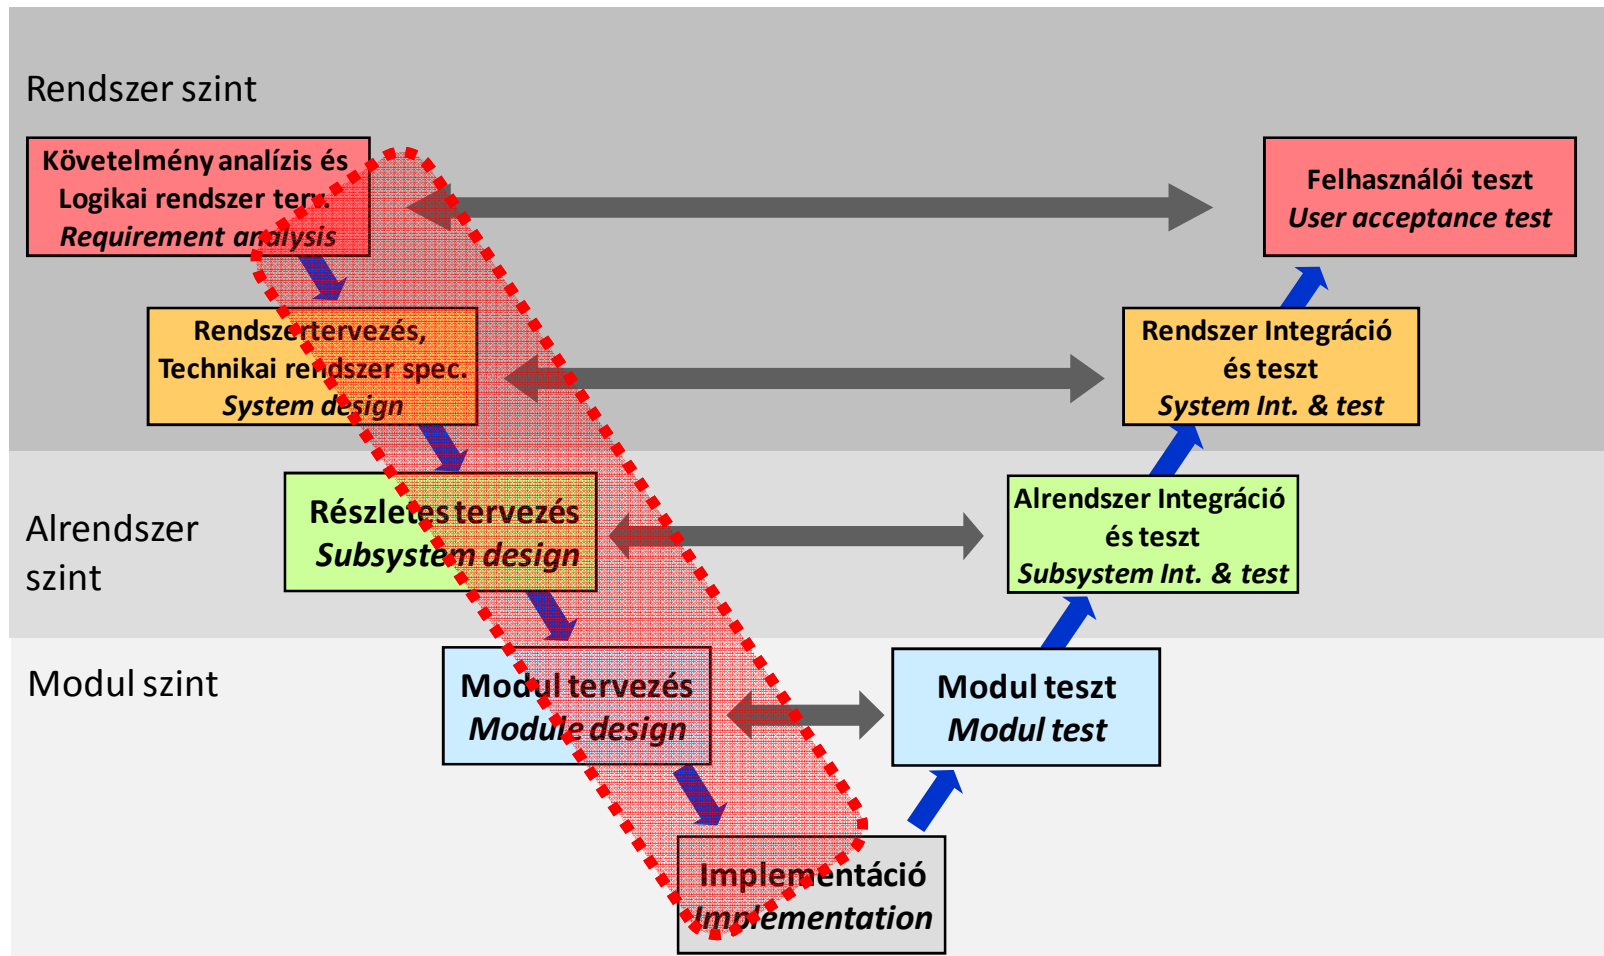 Rendszer szint
Követelmény analízis és
Logikai rendszer terv.
Requirement analysis
Felhasználói teszt
User acceptance test
Rendszertervezés,
Technikai rendszer spec.
System design
Rendszer Integráció
és teszt
System Int. & test
Alrendszer
szint
Részletes tervezés
Subsystem design
Alrendszer Integráció
és teszt
Subsystem Int. & test
Modul szint
Modul tervezés
Module design
Modul teszt
Modul test
Implementáció
Implementation